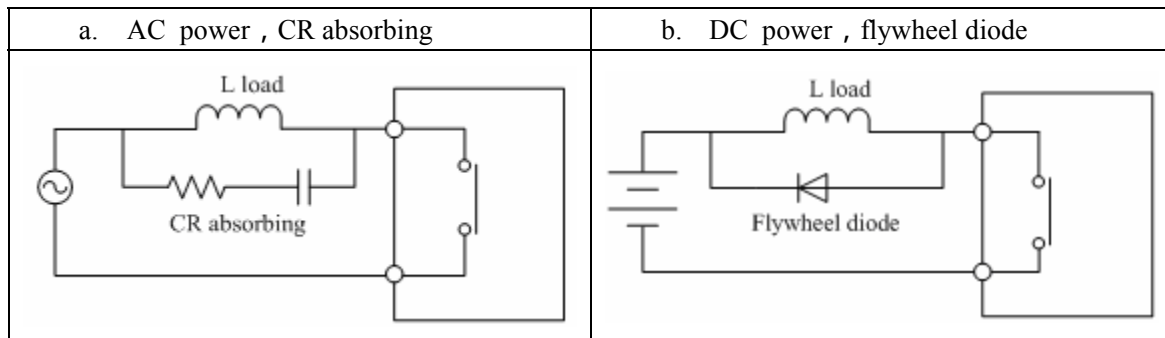 a. AC power , CR absorbing
b. DC power , flywheel diode
L load
CR absorbing
L load
Flywheel diode